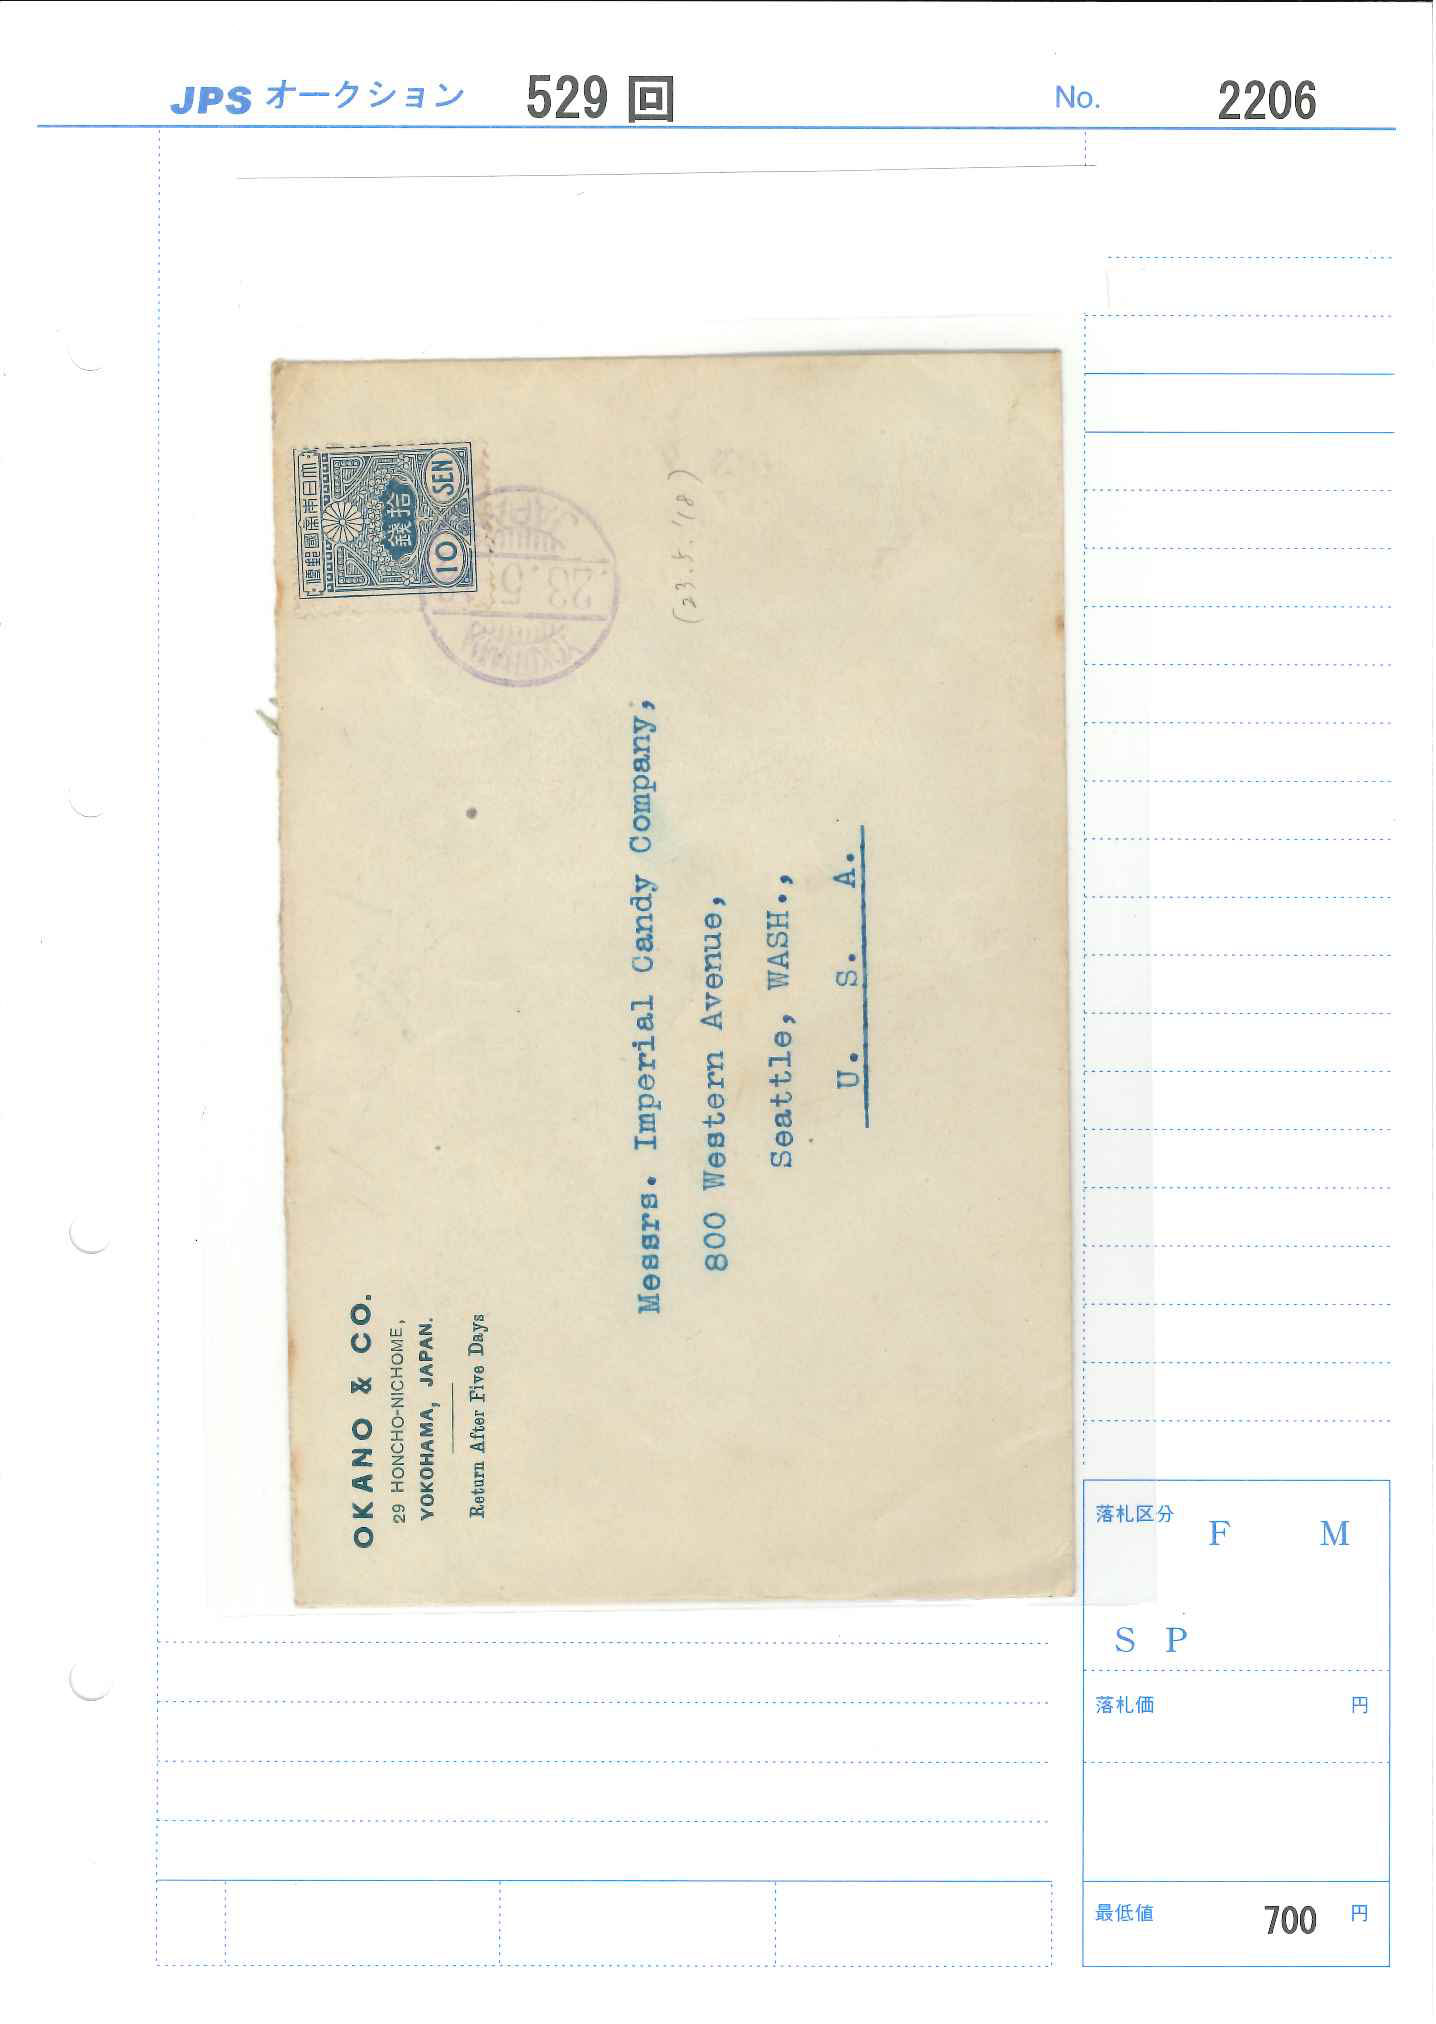 JPS オークション 529 回 No. 2206
大日本帝國郵便
拾錢
10 SEN
YOKOHAMA
23.5
JAPAN
(23.5.'18)
OKANO & CO.
29 HONCHO-NICHOME,
YOKOHAMA, JAPAN.
Return After Five Days
Messrs. Imperial Candy Company,
800 Western Avenue,
Seattle, WASH.,
U. S. A.
落札区分 F M
S P
落札価 円
最低値 700 円